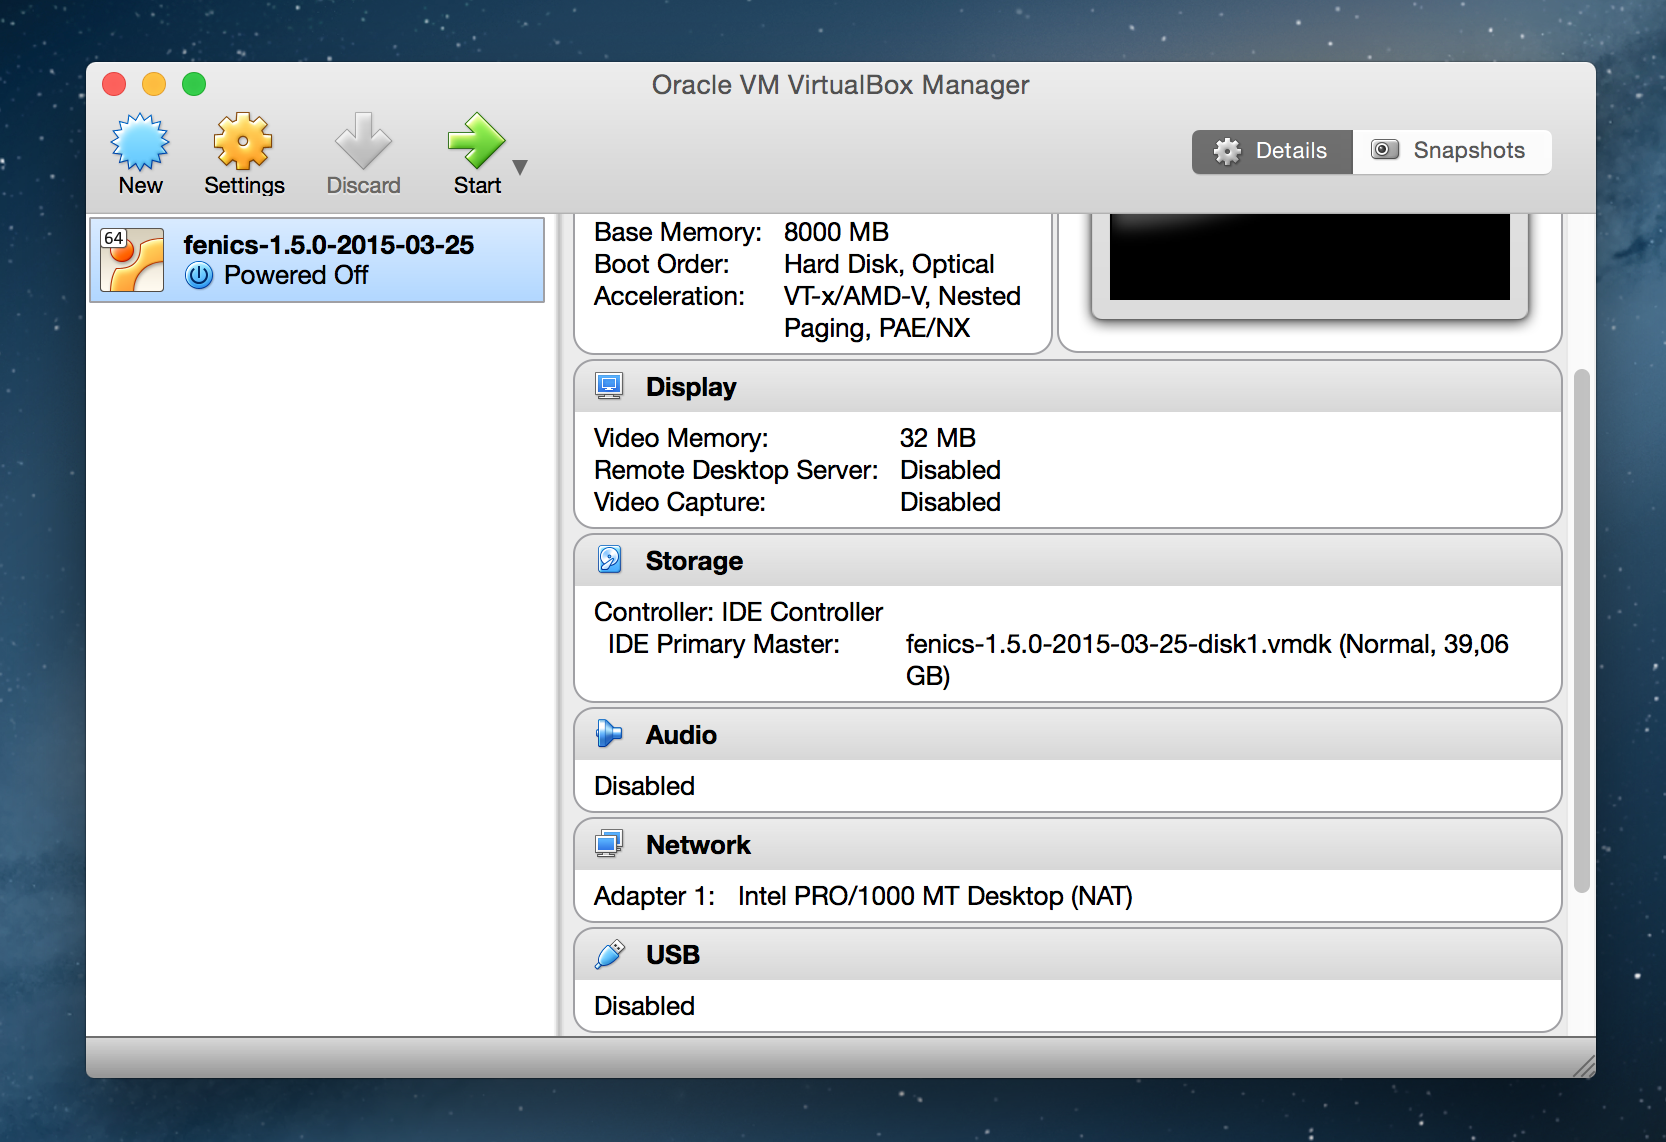 Oracle VM VirtualBox Manager
New
Settings
Discard
Start
Details
Snapshots
64
fenics-1.5.0-2015-03-25
Powered Off
Base Memory: 8000 MB
Boot Order: Hard Disk, Optical
Acceleration: VT-x/AMD-V, Nested
Paging, PAE/NX
Display
Video Memory: 32 MB
Remote Desktop Server: Disabled
Video Capture: Disabled
Storage
Controller: IDE Controller
IDE Primary Master: fenics-1.5.0-2015-03-25-disk1.vmdk (Normal, 39,06
GB)
Audio
Disabled
Network
Adapter 1: Intel PRO/1000 MT Desktop (NAT)
USB
Disabled